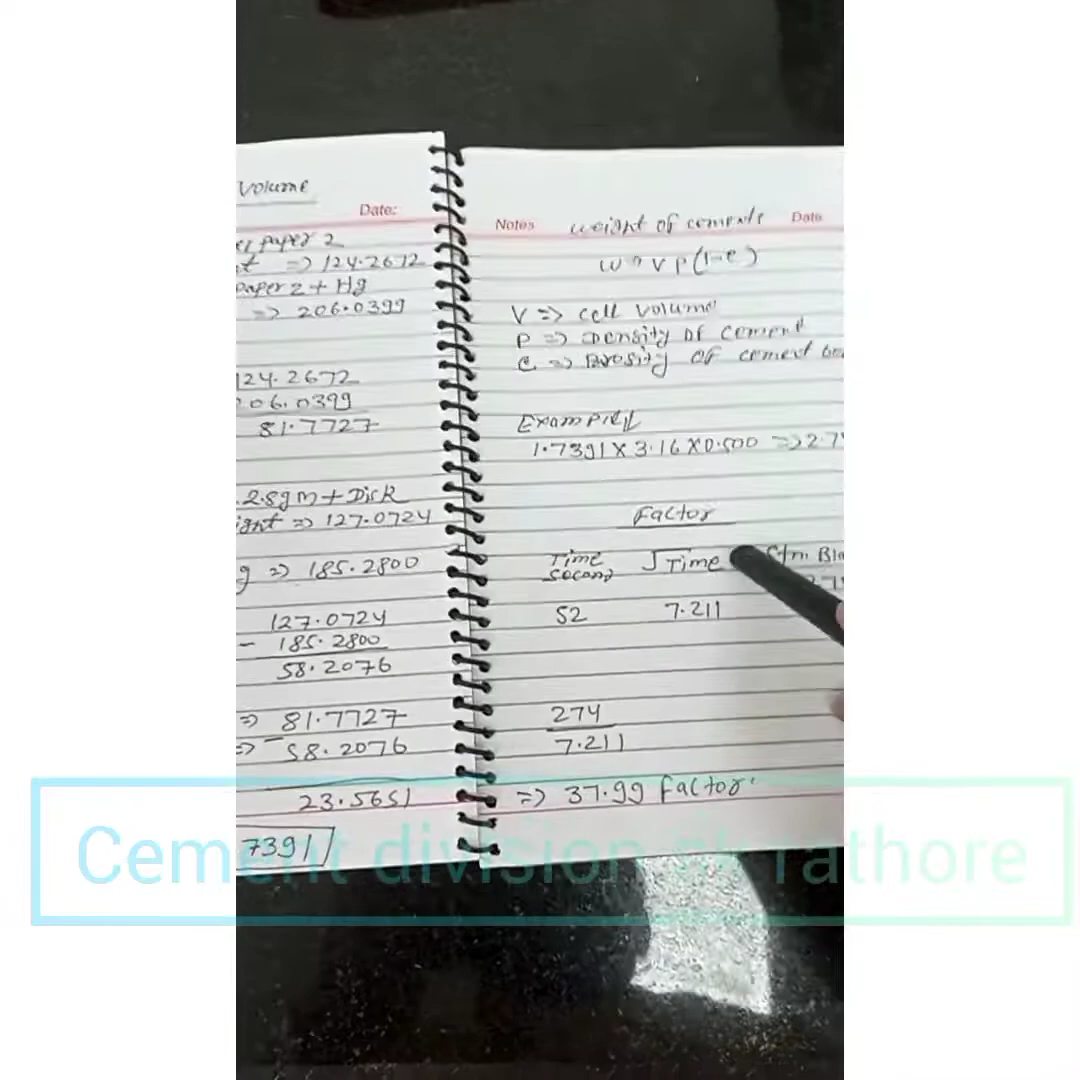 Volume
Date:
paper 2
=> 124.2672
paper 2 + Hg
=> 206.0399
124.2672
06.0399
81.7727
2.8gm + Disk
=> 127.0724
=> 185.2800
127.0724
- 185.2800
58.2076
=> 81.7727
=> - 58.2076
23.5651
7391
Notes
weight of cements
Date
V P (1-e)
V => cell volume
P => Density of cement
of cement
Example
1.7391 X 3.16 X 0.500 => 2.7
Factor
Time second
√Time
52
7.211
274
7.211
=> 37.99 factor
Cement division rathore